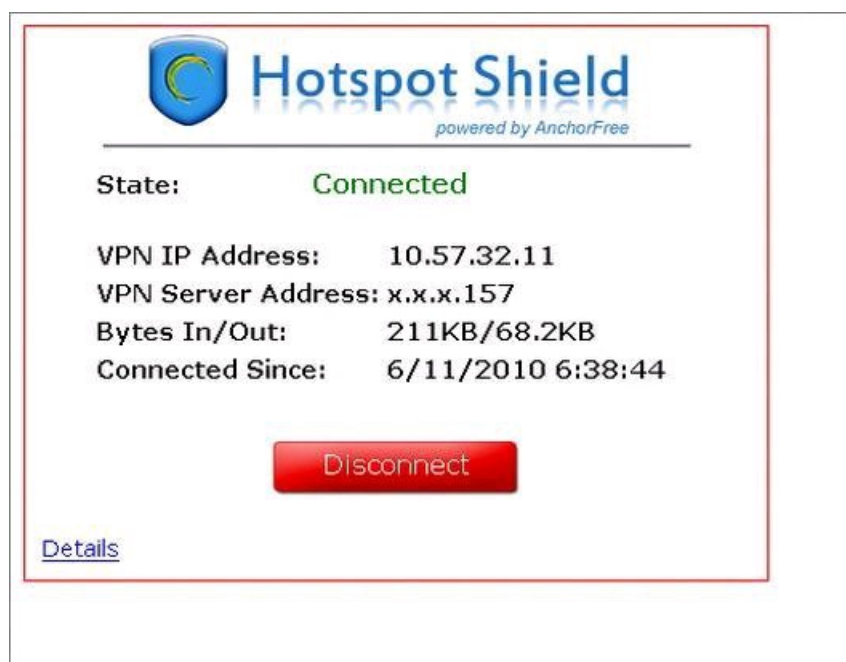 Hotspot Shield
powered by AnchorFree
State: Connected
VPN IP Address: 10.57.32.11
VPN Server Address: x.x.x.157
Bytes In/Out: 211KB/68.2KB
Connected Since: 6/11/2010 6:38:44
Disconnect
Details